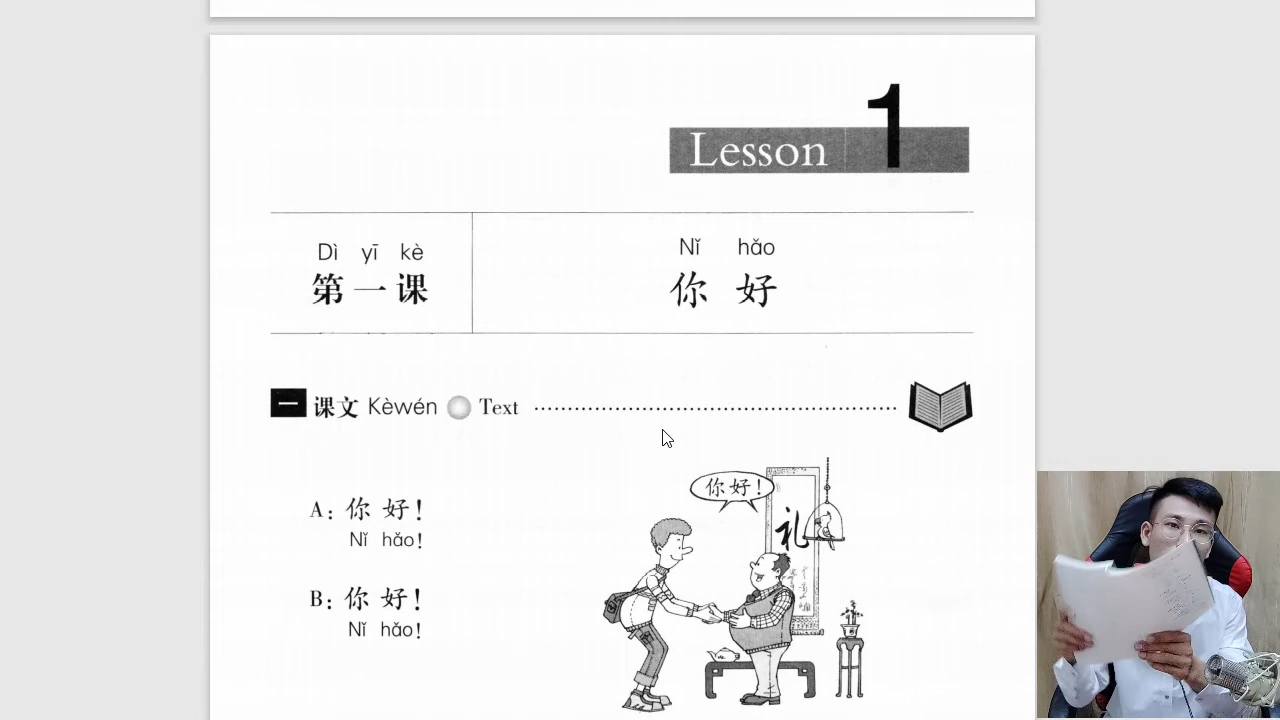 Lesson 1
Dì yī kè
第一课
Nǐ hǎo
你好
一 课文 Kèwén Text
A: 你好!
Nǐ hǎo!
B: 你好!
Nǐ hǎo!
你好!
礼